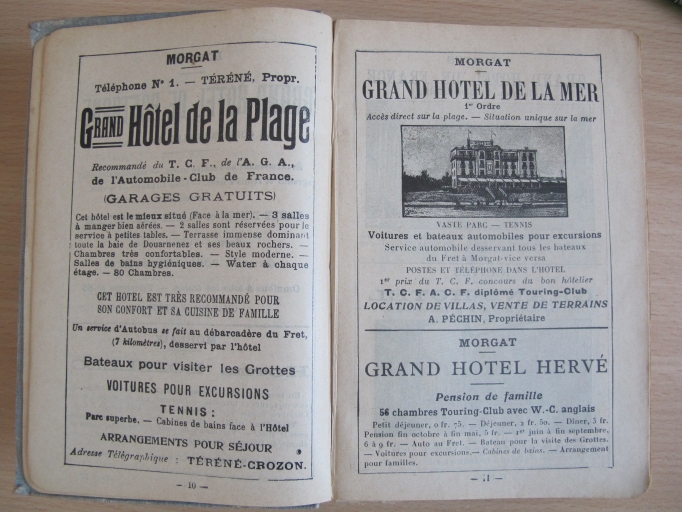 MORGAT
Téléphone N° 1. — TÉRÉNÉ, Propr.
GRAND Hôtel de la Plage
Recommandé du T. C. F., de l'A. G. A.,
de l'Automobile-Club de France.
(GARAGES GRATUITS)
Cet hôtel est le mieux situé (Face à la mer). — 3 salles
à manger bien aérées. — 2 salles sont réservées pour le
service à petites tables. — Terrasse immense dominant
toute la baie de Douarnenez et ses beaux rochers. —
Chambres très confortables. — Style moderne. —
Salles de bains hygiéniques. — Water à chaque
étage. — 80 Chambres.
CET HOTEL EST TRÈS RECOMMANDÉ POUR
SON CONFORT ET SA CUISINE DE FAMILLE
Un service d'Autobus se fait au débarcadère du Fret,
(7 kilomètres), desservi par l'hôtel
Bateaux pour visiter les Grottes
VOITURES POUR EXCURSIONS
TENNIS :
Parc superbe. — Cabines de bains face à l'Hôtel
ARRANGEMENTS POUR SÉJOUR
Adresse Télégraphique : TÉRÉNÉ-CROZON.
— 10 —
MORGAT
GRAND HOTEL DE LA MER
1er Ordre
Accès direct sur la plage. — Situation unique sur la mer
VASTE PARC — TENNIS
Voitures et bateaux automobiles pour excursions
Service automobile desservant tous les bateaux
du Fret à Morgat-vice versa
POSTES ET TÉLÉPHONE DANS L'HOTEL
1er prix du T. C. F. concours du bon hôtelier
T. C. F. A. C. F. diplômé Touring-Club
LOCATION DE VILLAS, VENTE DE TERRAINS
A. PÉCHIN, Propriétaire
MORGAT
GRAND HOTEL HERVÉ
Pension de famille
56 chambres Touring-Club avec W.-C. anglais
Petit déjeuner, 0 fr. 75. — Déjeuner, 2 fr. 50. — Dîner, 3 fr.
Pension fin octobre à fin mai, 5 fr. — 1er juin à fin septembre,
6 à 9 fr. — Auto au Fret. — Bateau pour la visite des Grottes.
— Voitures pour excursions. — Cabines de bains. — Arrangement
pour familles.
— 11 —